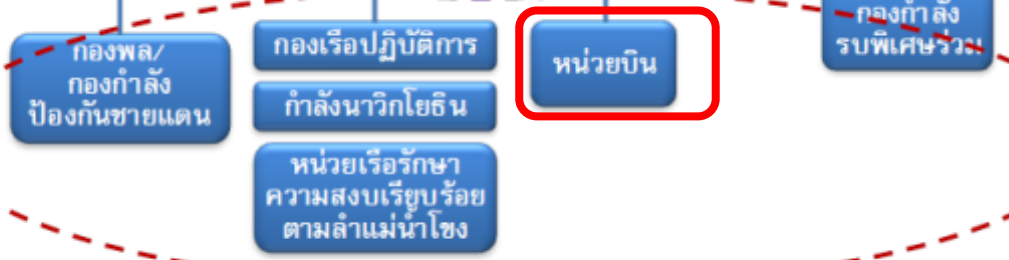 กองพล/
กองกำลัง
ป้องกันชายแดน
กองเรือปฏิบัติการ
กำลังนาวิกโยธิน
หน่วยเรือรักษา
ความสงบเรียบร้อย
ตามลำแม่น้ำโขง
หน่วยบิน
กองกำลัง
รบพิเศษร่วม